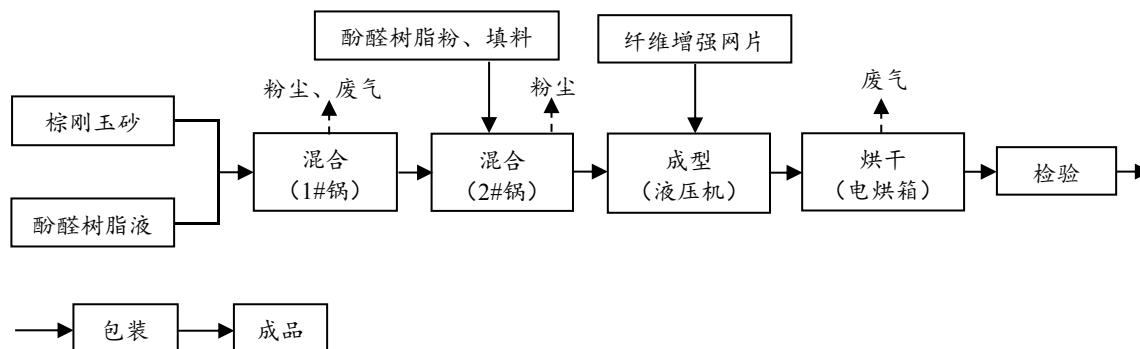 酚醛树脂粉、填料
纤维增强网片
粉尘、废气
粉尘
废气
棕刚玉砂
酚醛树脂液
混合
（1#锅）
混合
（2#锅）
成型
（液压机）
烘干
（电烘箱）
检验
包装
成品